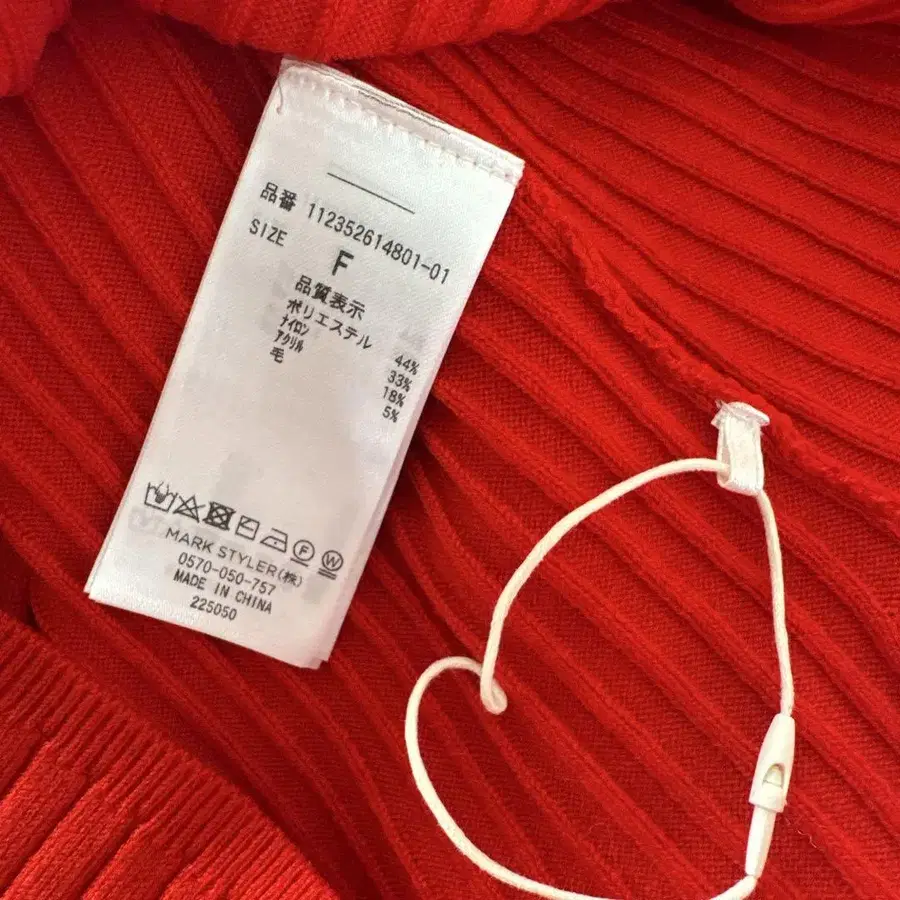 品番 112352614801-01
SIZE F
品質表示
ポリエステル 44%
ナイロン 33%
アクリル 18%
毛 5%
F W
MARK STYLER(株)
0570-050-757
MADE IN CHINA
225050